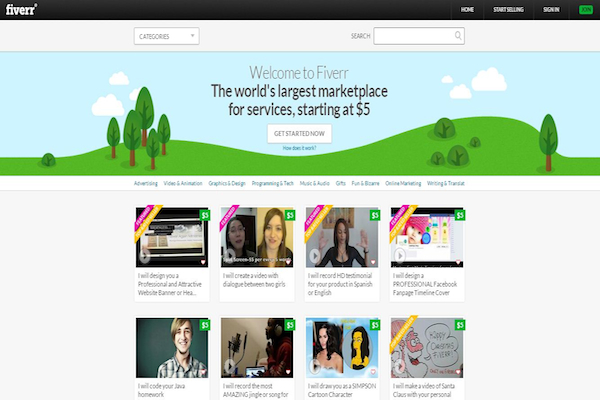 fiverr
HOME START SELLING SIGN IN JOIN
CATEGORIES
SEARCH
Welcome to Fiverr
The world's largest marketplace
for services, starting at $5
GET STARTED NOW
How does it work?
Advertising Video & Animation Graphics & Design Programming & Tech Music & Audio Gifts Fun & Bizarre Online Marketing Writing & Translat
FEATURED $5 FEATURED $5 $5 FEATURED $5
I will design you a
Professional and Attractive
Website Banner or Hea...
I will create a video with
dialogue between two girls
I will record HD testimonial
for your product in Spanish
or English
I will design a
PROFESSIONAL Facebook
Fanpage Timeline Cover
$5 $5 $5 $5
HAPPY
CHRISTMAS
FIVERR!
I will code your Java
homework
I will record the most
AMAZING jingle or song for
I will draw you as a SIMPSON
Cartoon Character
I will make a video of Santa
Claus with your personal